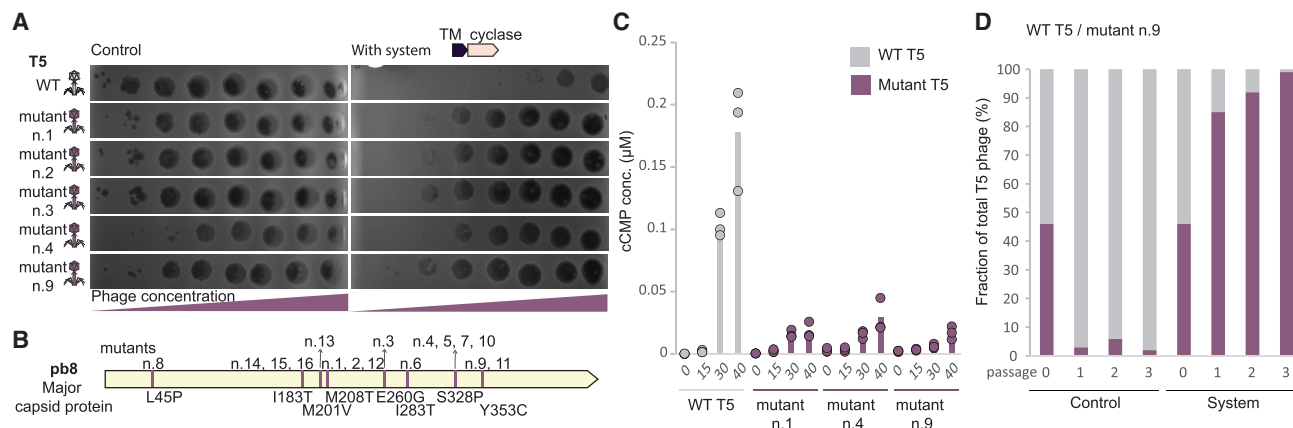 A
Control
With system
TM cyclase
T5
WT
mutant
n.1
mutant
n.2
mutant
n.3
mutant
n.4
mutant
n.9
Phage concentration
B
mutants
pb8
Major
capsid protein
n.8
n.14, 15, 16
n.13
n.1, 2, 12
n.3
n.6
n.4, 5, 7, 10
n.9, 11
L45P
I183T
M201V
M208T
E260G
I283T
S328P
Y353C
C
cCMP conc. (µM)
0.25
0.2
0.15
0.1
0.05
0
WT T5
Mutant T5
0 15 30 40 0 15 30 40 0 15 30 40 0 15 30 40
WT T5
mutant
n.1
mutant
n.4
mutant
n.9
D
WT T5 / mutant n.9
Fraction of total T5 phage (%)
100
90
80
70
60
50
40
30
20
10
0
passage 0 1 2 3 0 1 2 3
Control
System